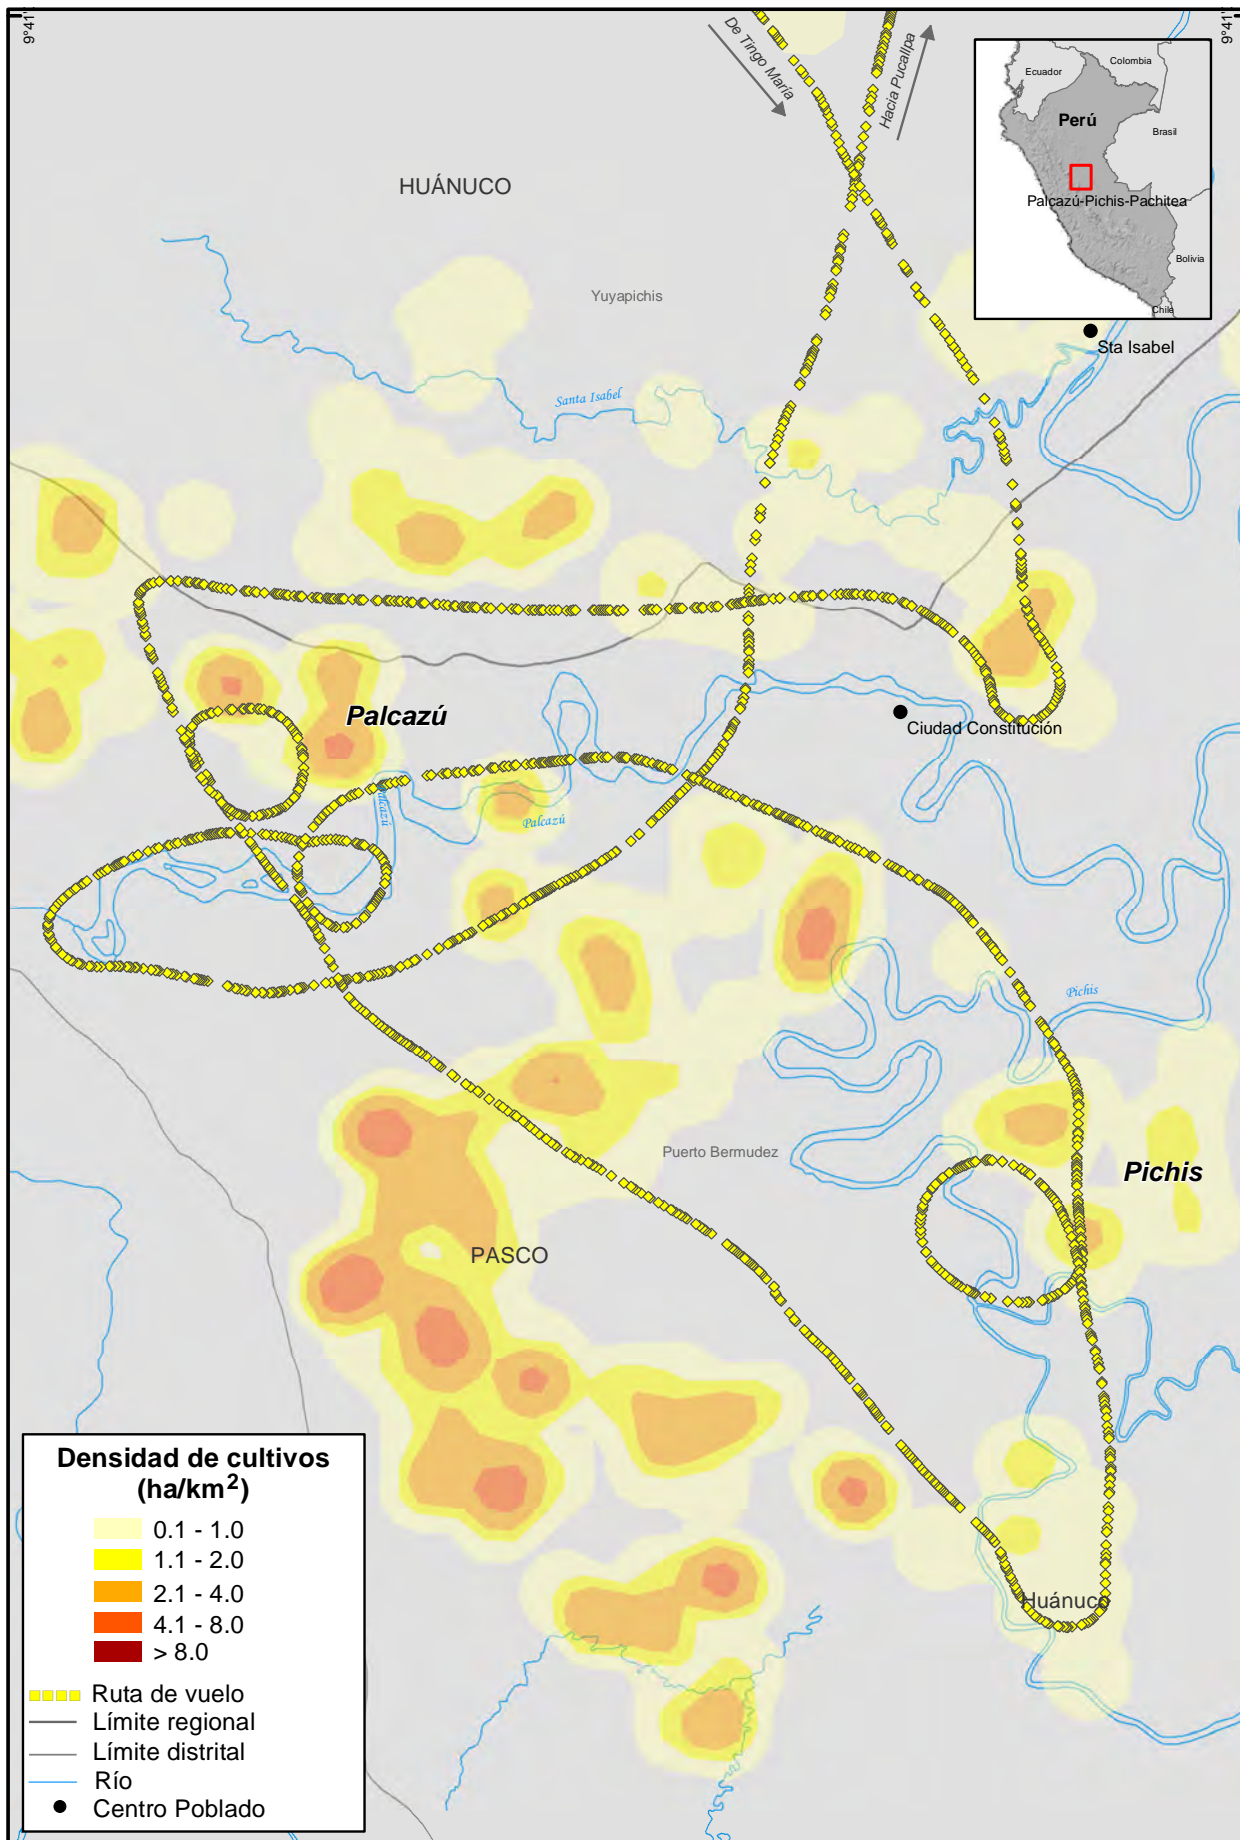 9°41'
9°41'
De Tingo María
Hacia Pucallpa
Colombia
Ecuador
Perú
Brasil
Palcazú-Pichis-Pachitea
Bolivia
Chile
HUÁNUCO
Yuyapichis
Sta Isabel
Santa Isabel
Palcazú
Ciudad Constitución
Palcazú
Palcazú
Pichis
Puerto Bermudez
Pichis
PASCO
Huánuco
Densidad de cultivos
(ha/km²)
0.1 - 1.0
1.1 - 2.0
2.1 - 4.0
4.1 - 8.0
> 8.0
Ruta de vuelo
Límite regional
Límite distrital
Río
Centro Poblado